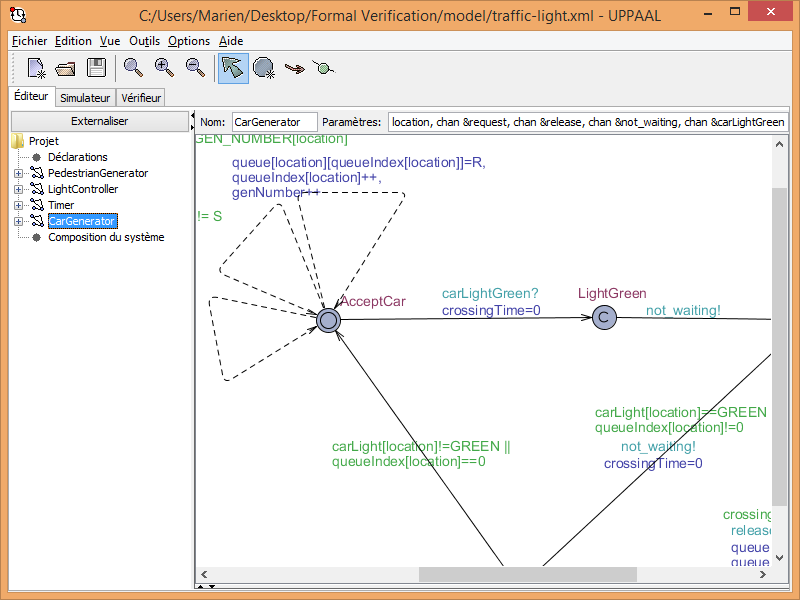 C:/Users/Marien/Desktop/Formal Verification/model/traffic-light.xml - UPPAAL
Fichier Edition Vue Outils Options Aide
Éditeur Simulateur Vérifieur
Externaliser
Nom: CarGenerator Paramètres: location, chan &request, chan &release, chan &not_waiting, chan &carLightGreen
Projet
Déclarations
PedestrianGenerator
LightController
Timer
CarGenerator
Composition du système
GEN_NUMBER[location]
queue[location][queueIndex[location]]=R,
queueIndex[location]++,
genNumber++
!= S
AcceptCar
carLightGreen?
crossingTime=0
LightGreen
C
not_waiting!
carLight[location]==GREEN
queueIndex[location]!=0
not_waiting!
crossingTime=0
carLight[location]!=GREEN ||
queueIndex[location]==0
crossing
release
queue
queue